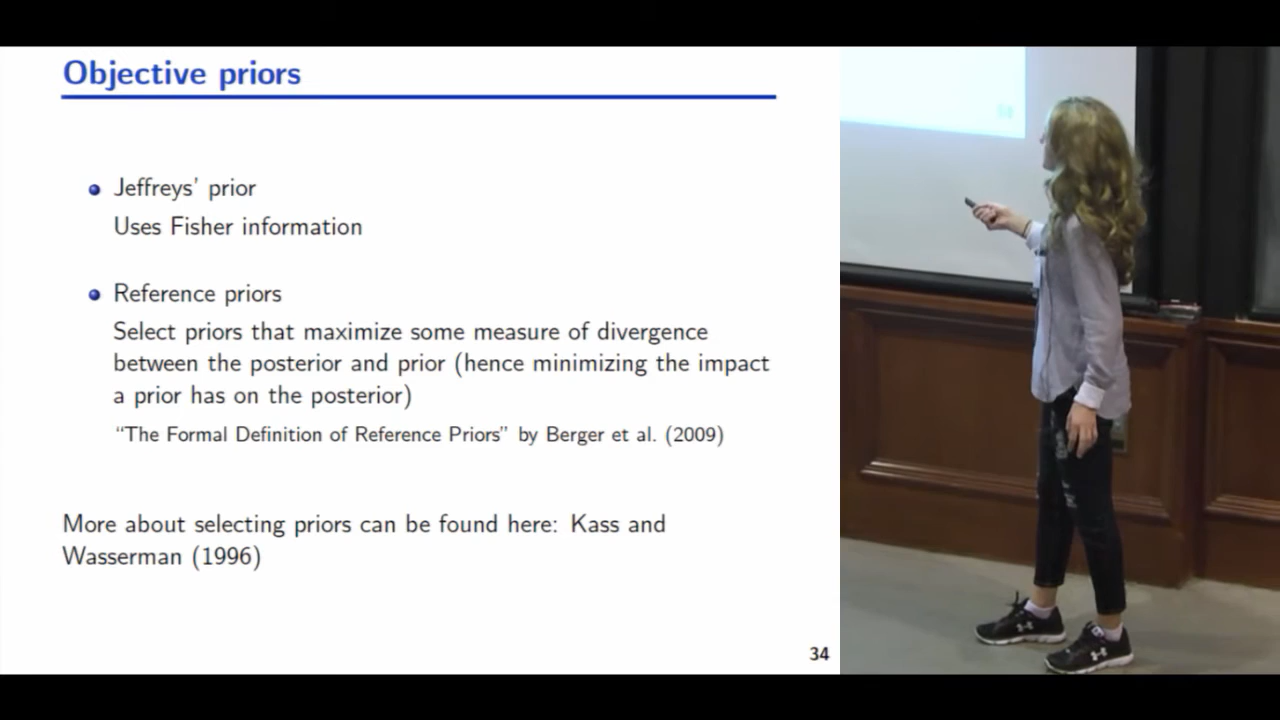 Objective priors
Jeffreys' prior
Uses Fisher information
Reference priors
Select priors that maximize some measure of divergence
between the posterior and prior (hence minimizing the impact
a prior has on the posterior)
“The Formal Definition of Reference Priors” by Berger et al. (2009)
More about selecting priors can be found here: Kass and
Wasserman (1996)
34